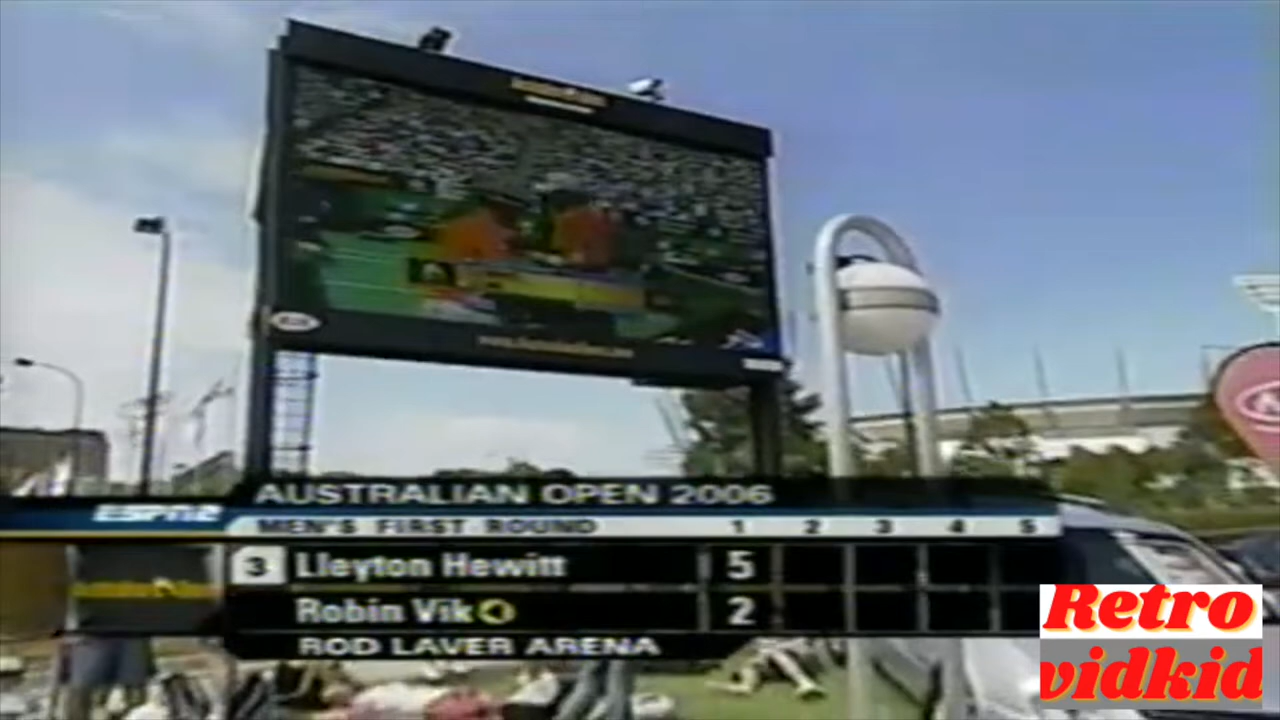 AUSTRALIAN OPEN 2006
ESPN2
MEN'S FIRST ROUND 1 2 3 4 5
3 Lleyton Hewitt 5
Robin Vik 2
ROD LAVER ARENA
Retro
vidkid